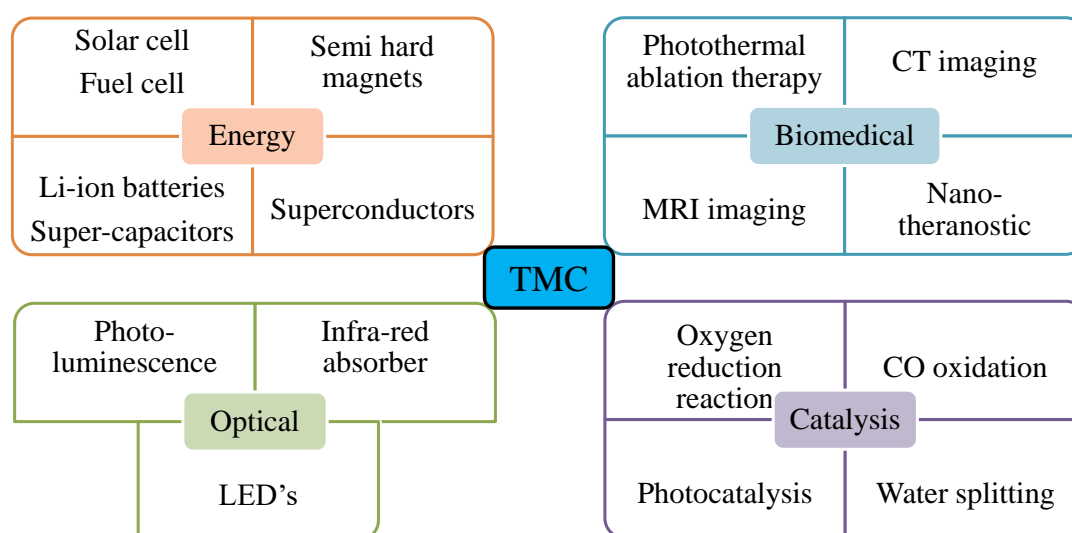 Solar cell
Fuel cell
Semi hard
magnets
Energy
Li-ion batteries
Super-capacitors
Superconductors
Photothermal
ablation therapy
CT imaging
Biomedical
MRI imaging
Nano-
theranostic
TMC
Photo-
luminescence
Infra-red
absorber
Optical
LED’s
Oxygen
reduction
reaction
CO oxidation
Catalysis
Photocatalysis
Water splitting